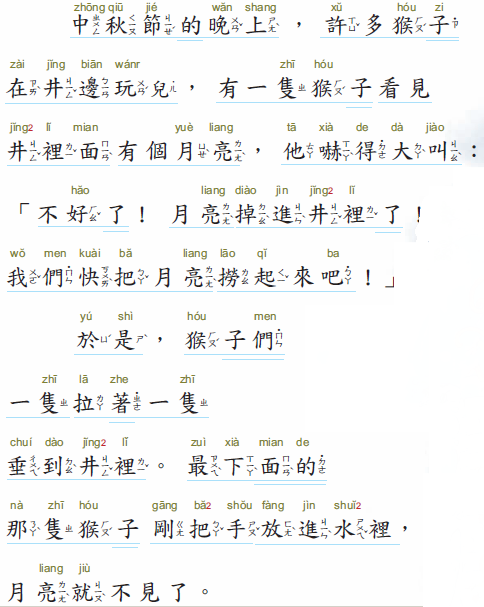 zhōng qiū jié wǎn shang xǔ hóu zi
中秋節的晚上，許多猴子
zài jǐng biān wánr zhī hóu
在井邊玩兒，有一隻猴子看見
jǐng2 lǐ mian yuè liang tā xià de dà jiào
井裡面有個月亮，他嚇得大叫：
hǎo liang diào jìn jǐng2 lǐ
「不好了！月亮掉進井裡了！
wǒ men kuài bǎ liang lāo qǐ ba
我們快把月亮撈起來吧！」
yú shì hóu men
於是，猴子們
zhī lā zhe zhī
一隻拉著一隻
chuí dào jǐng2 lǐ zuì xià mian de
垂到井裡。最下面的
nà zhī hóu gāng bǎ2 shǒu fàng jìn shuǐ2
那隻猴子剛把手放進水裡，
liang jiù
月亮就不見了。